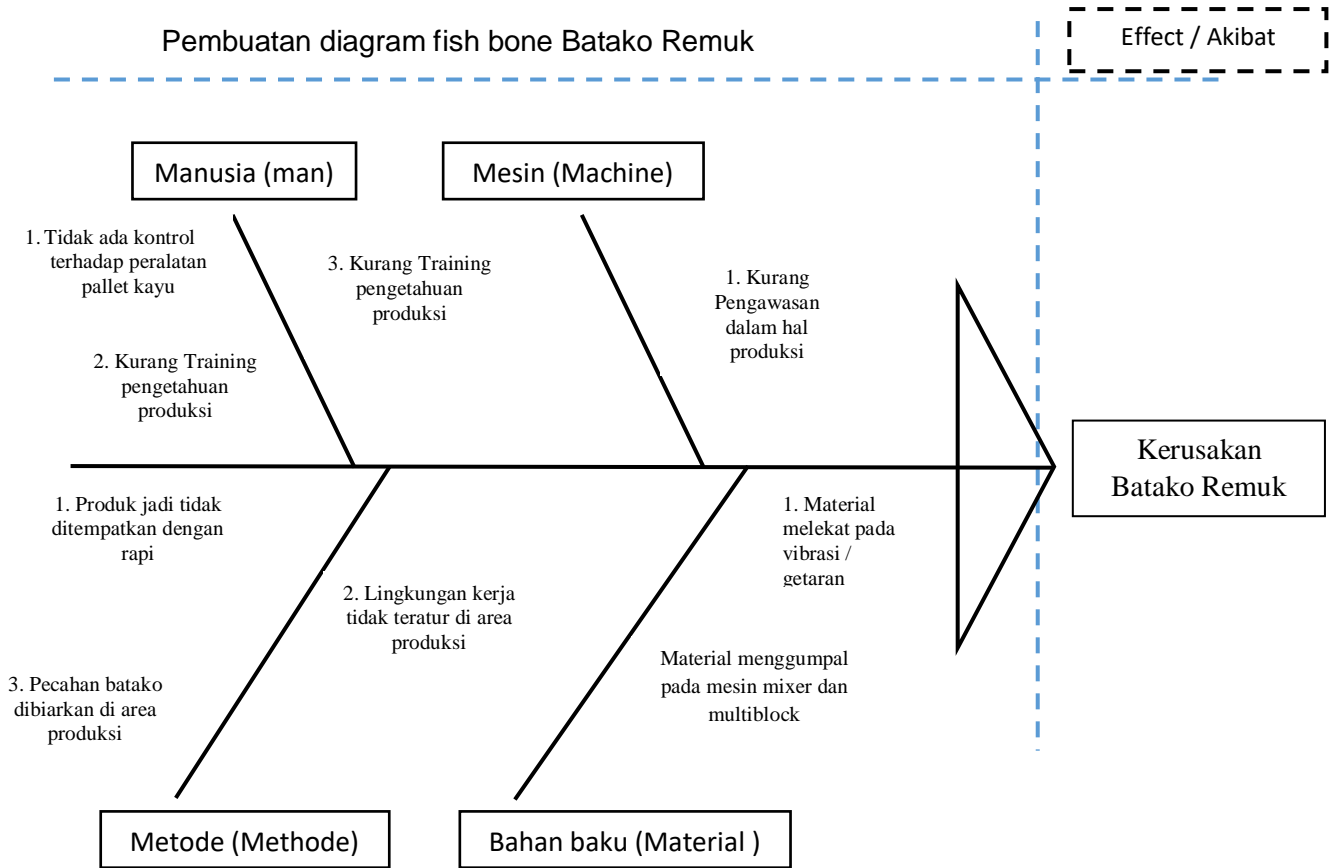 Pembuatan diagram fish bone Batako Remuk
Effect / Akibat
Manusia (man)
Mesin (Machine)
1. Tidak ada kontrol
terhadap peralatan
pallet kayu
2. Kurang Training
pengetahuan
produksi
3. Kurang Training
pengetahuan
produksi
1. Kurang
Pengawasan
dalam hal
produksi
Kerusakan
Batako Remuk
1. Produk jadi tidak
ditempatkan dengan
rapi
2. Lingkungan kerja
tidak teratur di area
produksi
3. Pecahan batako
dibiarkan di area
produksi
1. Material
melekat pada
vibrasi /
getaran
Material menggumpal
pada mesin mixer dan
multiblock
Metode (Methode)
Bahan baku (Material )